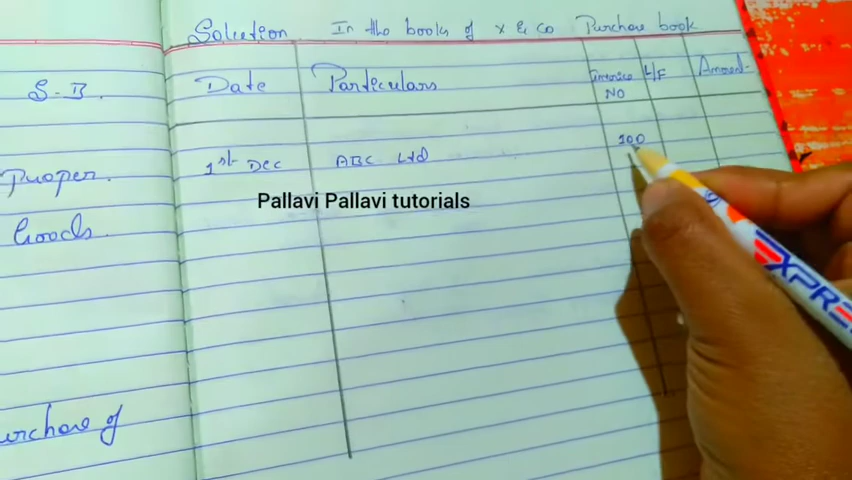 Solution In the books of X & Co Purchase book
S.B.
Date Particulars Invoice NO L/F Amount
1st Dec ABC Ltd 100
Proper
Goods
Pallavi Pallavi tutorials
EXPRE
Purchase of